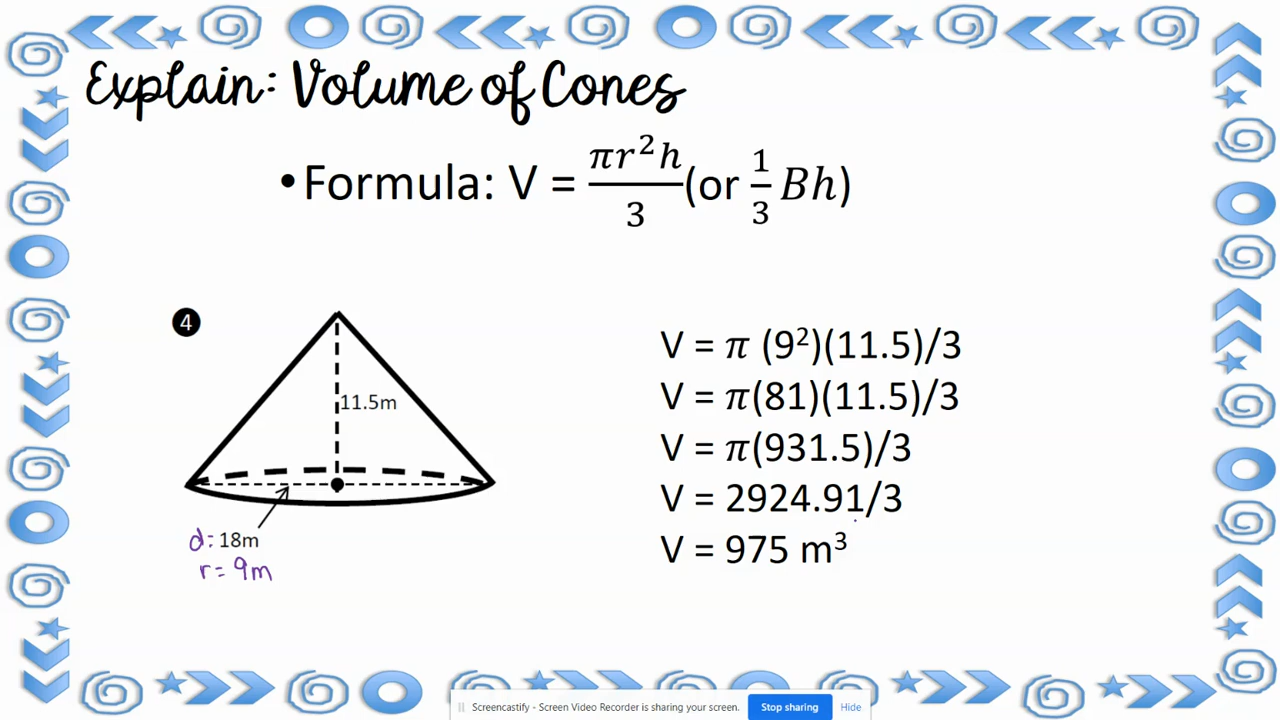 Explain: Volume of Cones
• Formula: V = πr²h/3 (or 1/3 Bh)
4
11.5m
d: 18m
r = 9m
V = π (9²)(11.5)/3
V = π(81)(11.5)/3
V = π(931.5)/3
V = 2924.91/3
V = 975 m³
Screencastify - Screen Video Recorder is sharing your screen. Stop sharing Hide